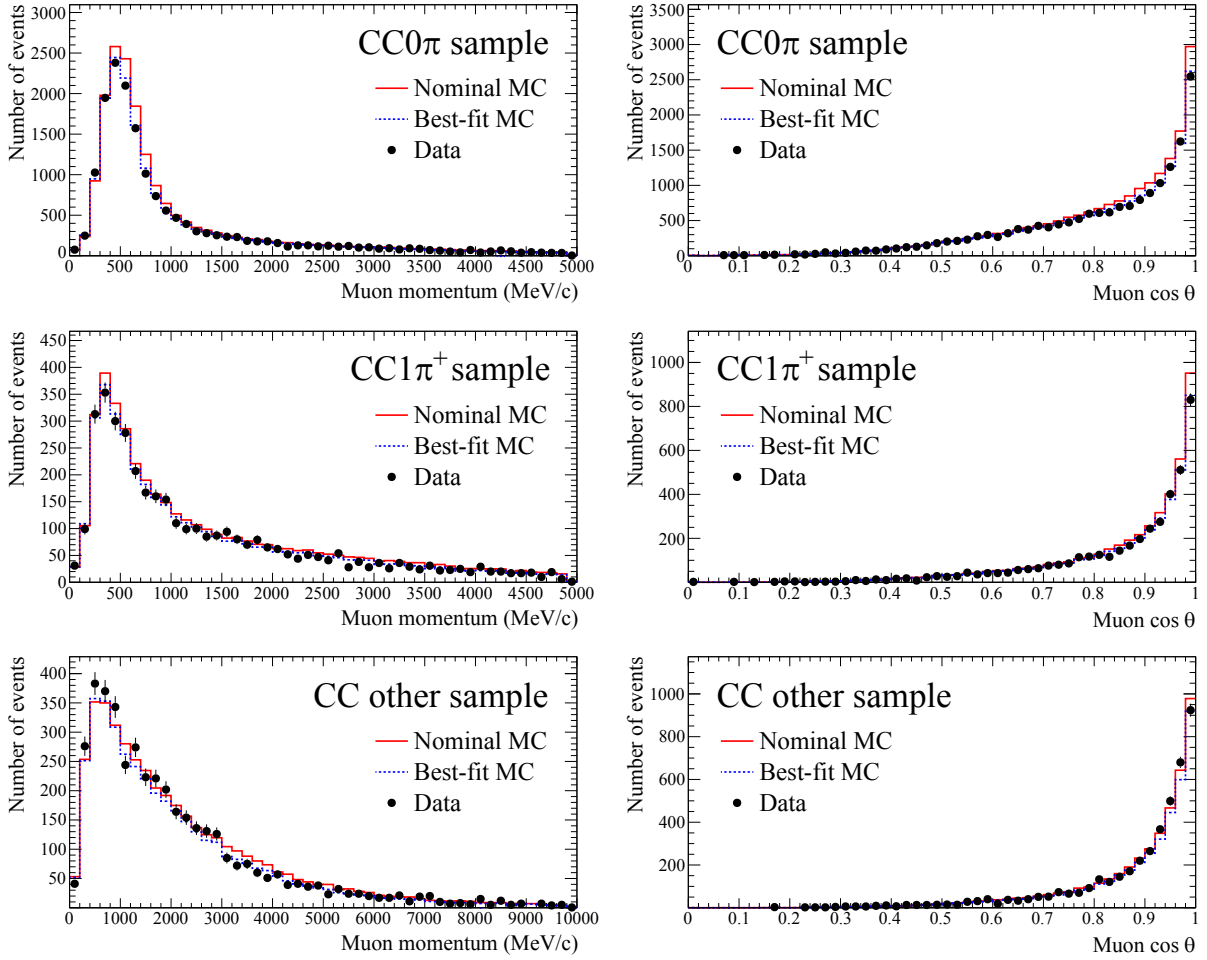 CC0π sample
Nominal MC
Best-fit MC
Data
Number of events
2500
2000
1500
1000
500
0
0 500 1000 1500 2000 2500 3000 3500 4000 4500 5000
Muon momentum (MeV/c)
CC0π sample
Nominal MC
Best-fit MC
Data
Number of events
3500
3000
2500
2000
1500
1000
500
0
0 0.1 0.2 0.3 0.4 0.5 0.6 0.7 0.8 0.9 1
Muon cos θ
CC1π+ sample
Nominal MC
Best-fit MC
Data
Number of events
450
400
350
300
250
200
150
100
50
0
0 500 1000 1500 2000 2500 3000 3500 4000 4500 5000
Muon momentum (MeV/c)
CC1π+ sample
Nominal MC
Best-fit MC
Data
Number of events
1000
800
600
400
200
0
0 0.1 0.2 0.3 0.4 0.5 0.6 0.7 0.8 0.9 1
Muon cos θ
CC other sample
Nominal MC
Best-fit MC
Data
Number of events
400
350
300
250
200
150
100
50
0 1000 2000 3000 4000 5000 6000 7000 8000 9000 10000
Muon momentum (MeV/c)
CC other sample
Nominal MC
Best-fit MC
Data
Number of events
1000
800
600
400
200
0 0.1 0.2 0.3 0.4 0.5 0.6 0.7 0.8 0.9 1
Muon cos θ